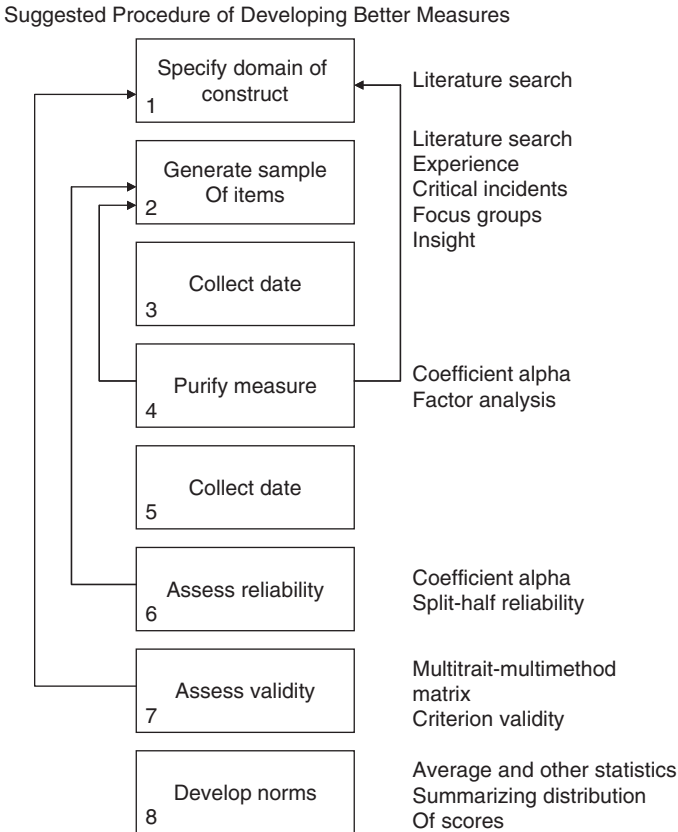 Suggested Procedure of Developing Better Measures
Specify domain of
construct
1
Literature search
Generate sample
Of items
2
Literature search
Experience
Critical incidents
Focus groups
Insight
Collect date
3
Purify measure
4
Coefficient alpha
Factor analysis
Collect date
5
Assess reliability
6
Coefficient alpha
Split-half reliability
Assess validity
7
Multitrait-multimethod
matrix
Criterion validity
Develop norms
8
Average and other statistics
Summarizing distribution
Of scores